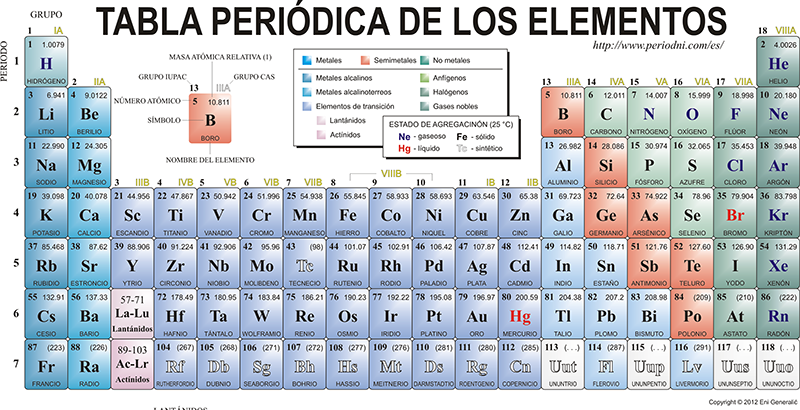 TABLA PERIÓDICA DE LOS ELEMENTOS
http://www.periodni.com/es/
GRUPO
PERIODO
1 IA
18 VIIIA
1 1.0079
2 4.0026
1 H He
HIDRÓGENO HELIO
2 IIA
13 IIIA 14 IVA 15 VA 16 VIA 17 VIIA
MASA ATÓMICA RELATIVA (1)
GRUPO IUPAC
GRUPO CAS
13 IIIA
NÚMERO ATÓMICO
5 10.811
SÍMBOLO
B
BORO
NOMBRE DEL ELEMENTO
Metales Semimetales No metales
Metales alcalinos
Metales alcalinoterreos
Elementos de transición
Lantánidos
Actínidos
Anfígenos
Halógenos
Gases nobles
ESTADO DE AGREGACINÓN (25 °C)
Ne - gaseoso Fe - sólido
Hg - líquido Tc - sintético
3 6.941 4 9.0122 5 10.811 6 12.011 7 14.007 8 15.999 9 18.998 10 20.180
2 Li Be B C N O F Ne
LITIO BERILIO BORO CARBONO NITRÓGENO OXÍGENO FLÚOR NEÓN
11 22.990 12 24.305 13 26.982 14 28.086 15 30.974 16 32.065 17 35.453 18 39.948
3 Na Mg Al Si P S Cl Ar
SODIO MAGNESIO ALUMINIO SILICIO FÓSFORO AZUFRE CLORO ARGÓN
3 IIIB 4 IVB 5 VB 6 VIB 7 VIIB 8 9 VIIIB 10 11 IB 12 IIB
19 39.098 20 40.078 21 44.956 22 47.867 23 50.942 24 51.996 25 54.938 26 55.845 27 58.933 28 58.693 29 63.546 30 65.38 31 69.723 32 72.64 33 74.922 34 78.96 35 79.904 36 83.798
4 K Ca Sc Ti V Cr Mn Fe Co Ni Cu Zn Ga Ge As Se Br Kr
POTASIO CALCIO ESCANDIO TITANIO VANADIO CROMO MANGANESO HIERRO COBALTO NIQUEL COBRE CINC GALIO GERMANIO ARSÉNICO SELENIO BROMO KRIPTÓN
37 85.468 38 87.62 39 88.906 40 91.224 41 92.906 42 95.96 43 (98) 44 101.07 45 102.91 46 106.42 47 107.87 48 112.41 49 114.82 50 118.71 51 121.76 52 127.60 53 126.90 54 131.29
5 Rb Sr Y Zr Nb Mo Tc Ru Rh Pd Ag Cd In Sn Sb Te I Xe
RUBIDIO ESTRONCIO YTRIO CIRCONIO NIOBIO MOLIBDENO TECNECIO RUTENIO RODIO PALADIO PLATA CADMIO INDIO ESTAÑO ANTIMONIO TELURO YODO XENÓN
55 132.91 56 137.33 57-71 72 178.49 73 180.95 74 183.84 75 186.21 76 190.23 77 192.22 78 195.08 79 196.97 80 200.59 81 204.38 82 207.2 83 208.98 84 (209) 85 (210) 86 (222)
6 Cs Ba La-Lu Hf Ta W Re Os Ir Pt Au Hg Tl Pb Bi Po At Rn
CESIO BARIO Lantánidos HAFNIO TÁNTALO WOLFRAMIO RENIO OSMIO IRIDIO PLATINO ORO MERCURIO TALIO PLOMO BISMUTO POLONIO ASTATO RADÓN
87 (223) 88 (226) 89-103 104 (267) 105 (268) 106 (271) 107 (272) 108 (277) 109 (276) 110 (281) 111 (280) 112 (285) 113 (...) 114 (287) 115 (...) 116 (291) 117 (...) 118 (...)
7 Fr Ra Ac-Lr Rf Db Sg Bh Hs Mt Ds Rg Cn Uut Fl Uup Lv Uus Uuo
FRANCIO RADIO Actínidos RUTHERFORDIO DUBNIO SEABORGIO BOHRIO HASSIO MEITNERIO DARMSTADTIO ROENTGENIO COPERNICIO UNUNTRIO FLEROVIO UNUNPENTIO LIVERMORIO UNUNSEPTIO UNUNOCTIO
LANTÁNIDOS
Copyright © 2012 Eni Generalić